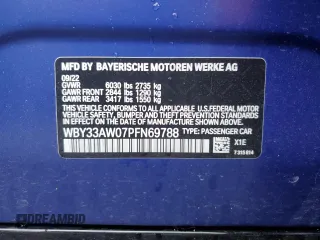 MFD BY BAYERISCHE MOTOREN WERKE AG
09/22
GVWR 6030 lbs 2735 kg
GAWR FRONT 2844 lbs 1290 kg
GAWR REAR 3417 lbs 1550 kg
THIS VEHICLE CONFORMS TO ALL APPLICABLE U.S. FEDERAL MOTOR
VEHICLE SAFETY, BUMPER, AND THEFT PREVENTION STANDARDS IN
EFFECT ON THE DATE OF MANUFACTURE SHOWN ABOVE.
WBY33AW07PFN69788 TYPE: PASSENGER CAR
X1E
DREAMBID